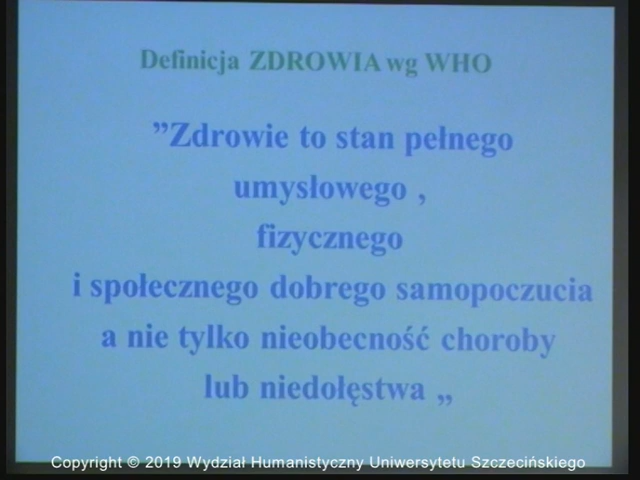 Definicja ZDROWIA wg WHO
”Zdrowie to stan pełnego
umysłowego ,
fizycznego
i społecznego dobrego samopoczucia
a nie tylko nieobecność choroby
lub niedołęstwa „
Copyright © 2019 Wydział Humanistyczny Uniwersytetu Szczecińskiego